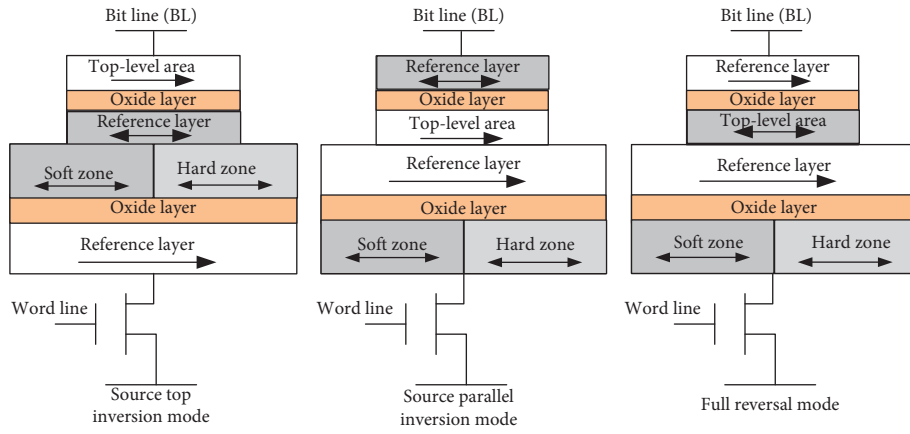 Bit line (BL)
Top-level area
Oxide layer
Reference layer
Soft zone
Hard zone
Oxide layer
Reference layer
Word line
Source top
inversion mode
Bit line (BL)
Reference layer
Oxide layer
Top-level area
Reference layer
Oxide layer
Soft zone
Hard zone
Word line
Source parallel
inversion mode
Bit line (BL)
Reference layer
Oxide layer
Top-level area
Reference layer
Oxide layer
Soft zone
Hard zone
Word line
Full reversal mode